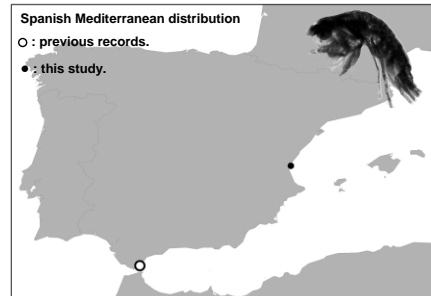 Spanish Mediterranean distribution
O : previous records.
● : this study.